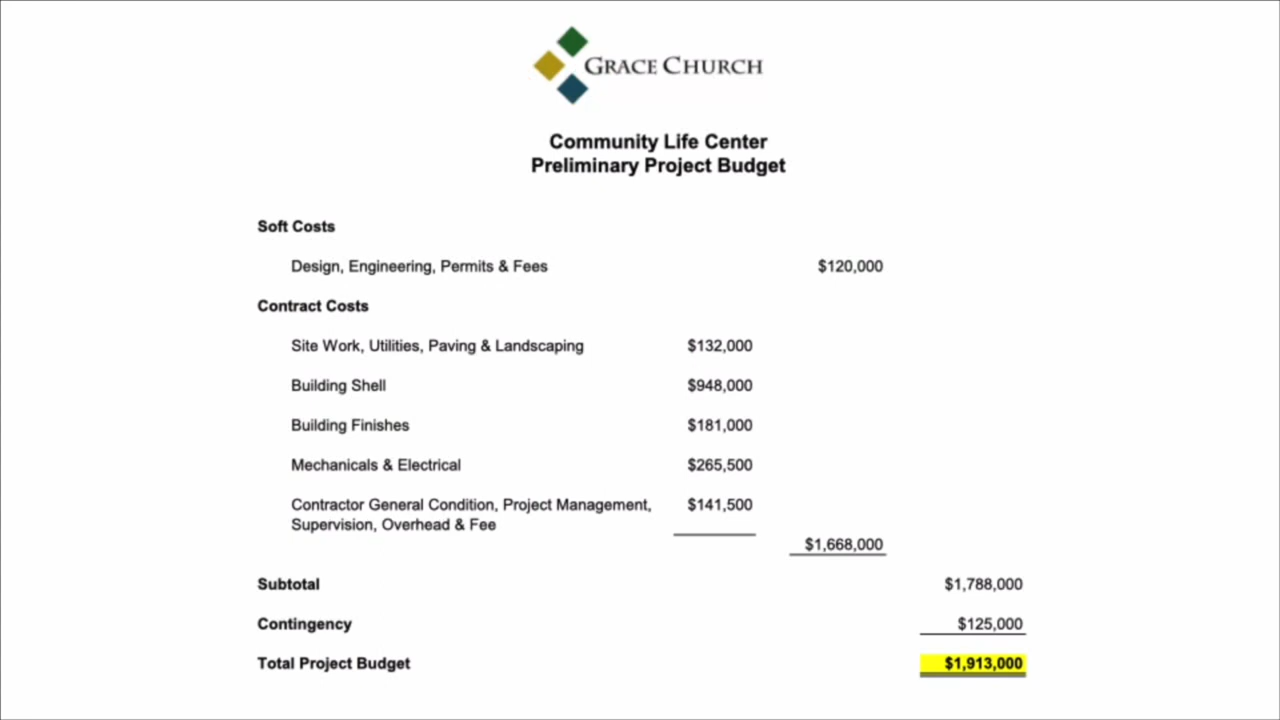 GRACE CHURCH
Community Life Center
Preliminary Project Budget
Soft Costs
Design, Engineering, Permits & Fees $120,000
Contract Costs
Site Work, Utilities, Paving & Landscaping $132,000
Building Shell $948,000
Building Finishes $181,000
Mechanicals & Electrical $265,500
Contractor General Condition, Project Management, $141,500
Supervision, Overhead & Fee
$1,668,000
Subtotal $1,788,000
Contingency $125,000
Total Project Budget $1,913,000